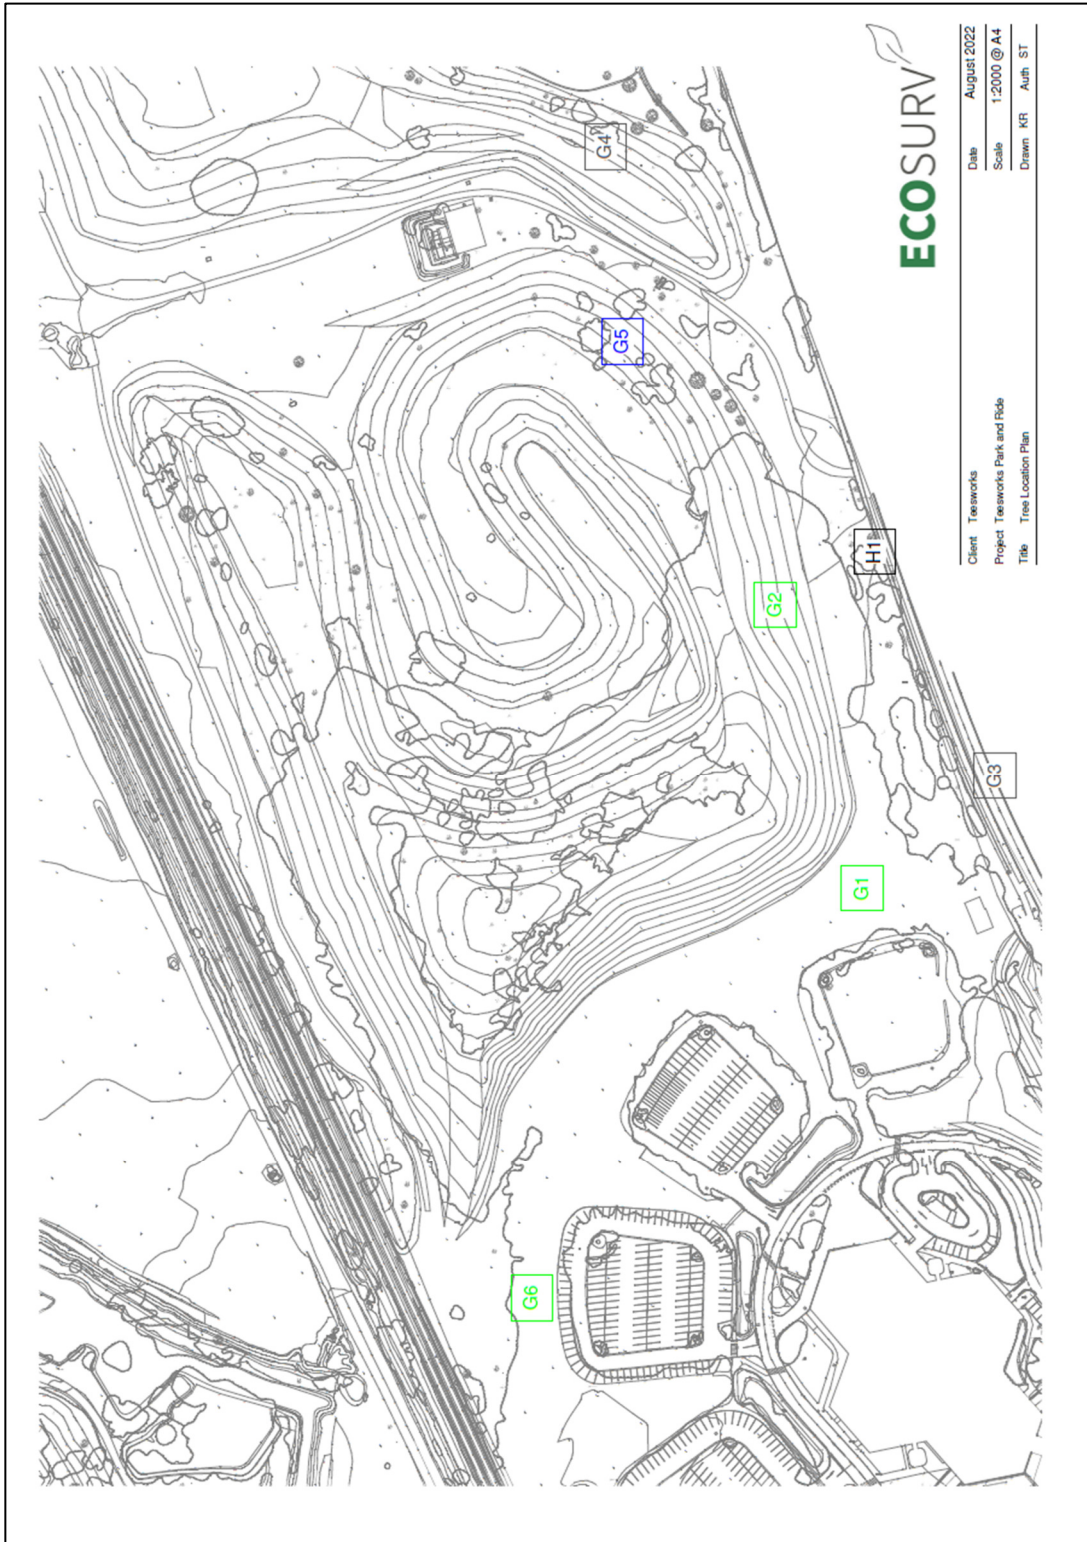 ECOSURV
Client Teesworks
Date August 2022
Project Teesworks Park and Ride
Scale 1:2000 @ A4
Title Tree Location Plan
Drawn KR Auth ST
G4
G5
H1
G2
G3
G1
G6